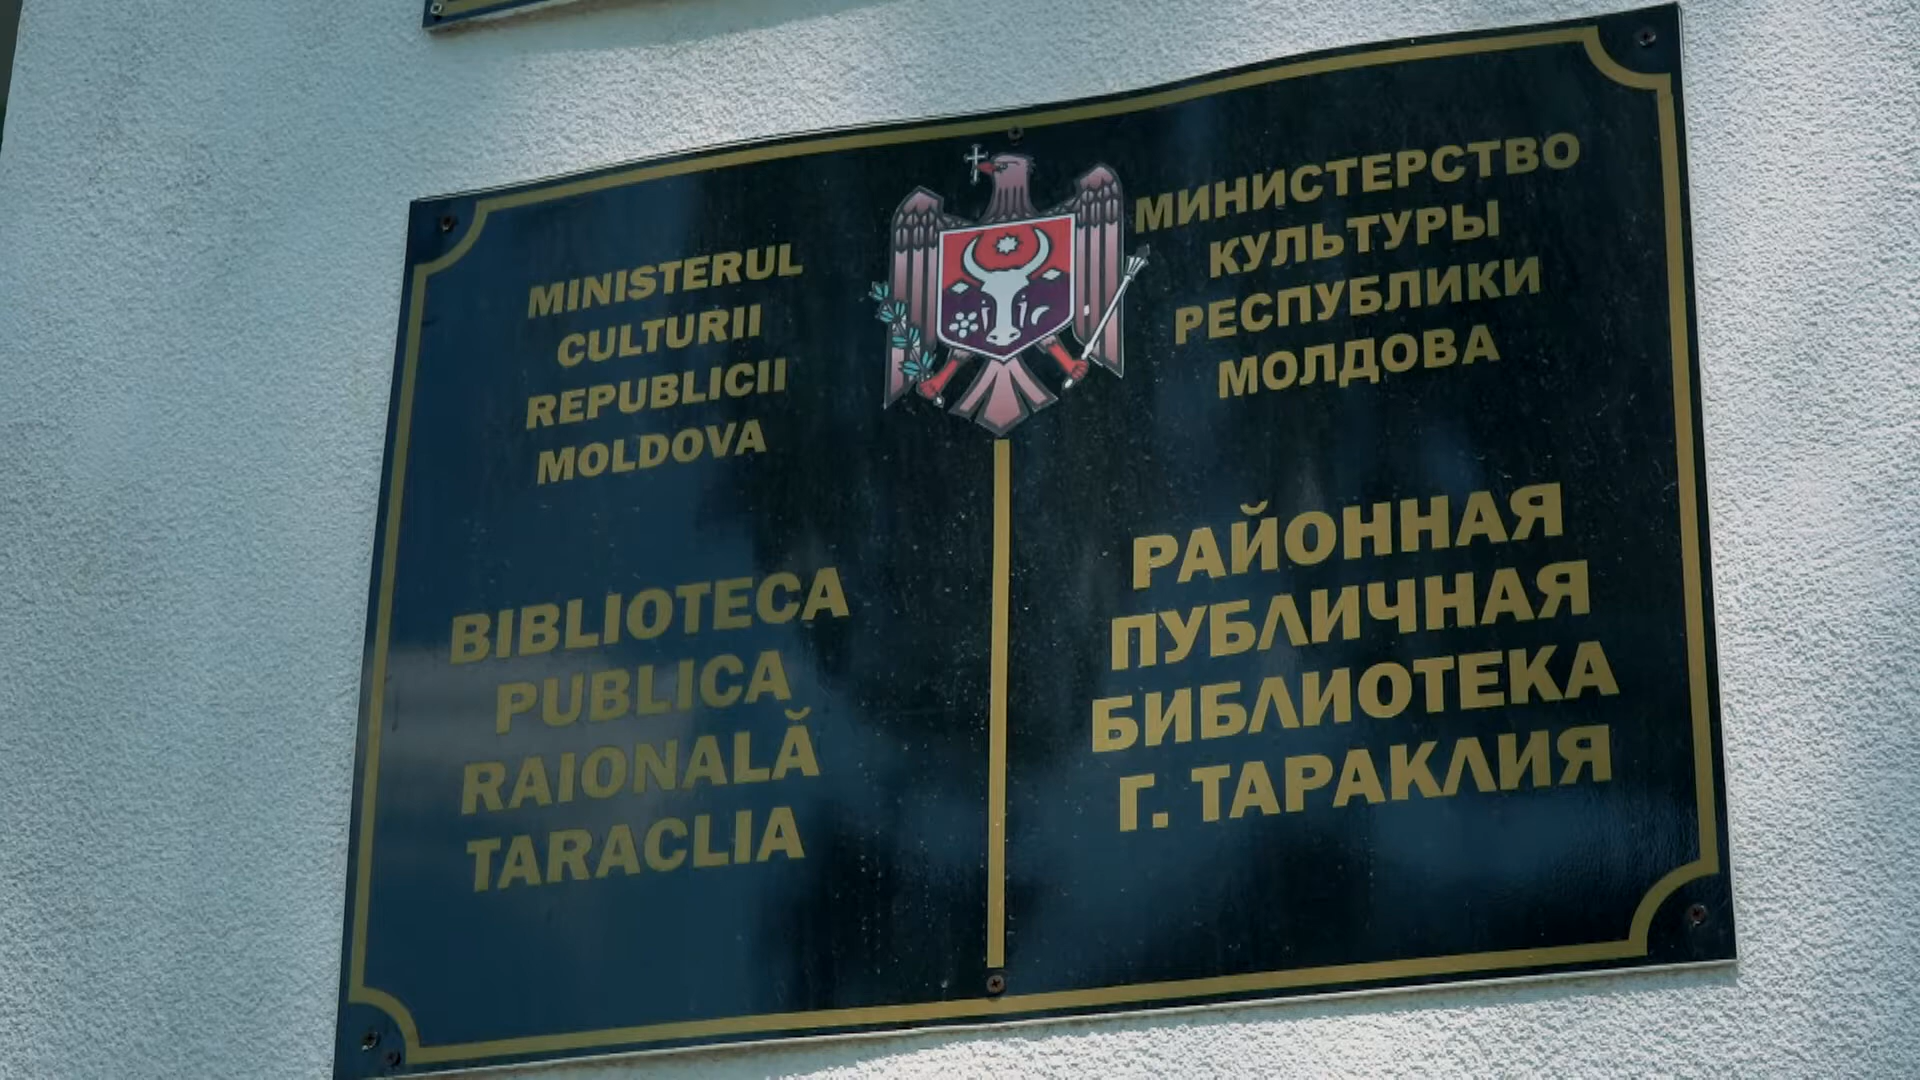 MINISTERUL
CULTURII
REPUBLICII
MOLDOVA
BIBLIOTECA
PUBLICA
RAIONALĂ
TARACLIA
МИНИСТЕРСТВО
КУЛЬТУРЫ
РЕСПУБЛИКИ
МОЛДОВА
РАЙОННАЯ
ПУБЛИЧНАЯ
БИБЛИОТЕКА
Г. ТАРАКЛИЯ